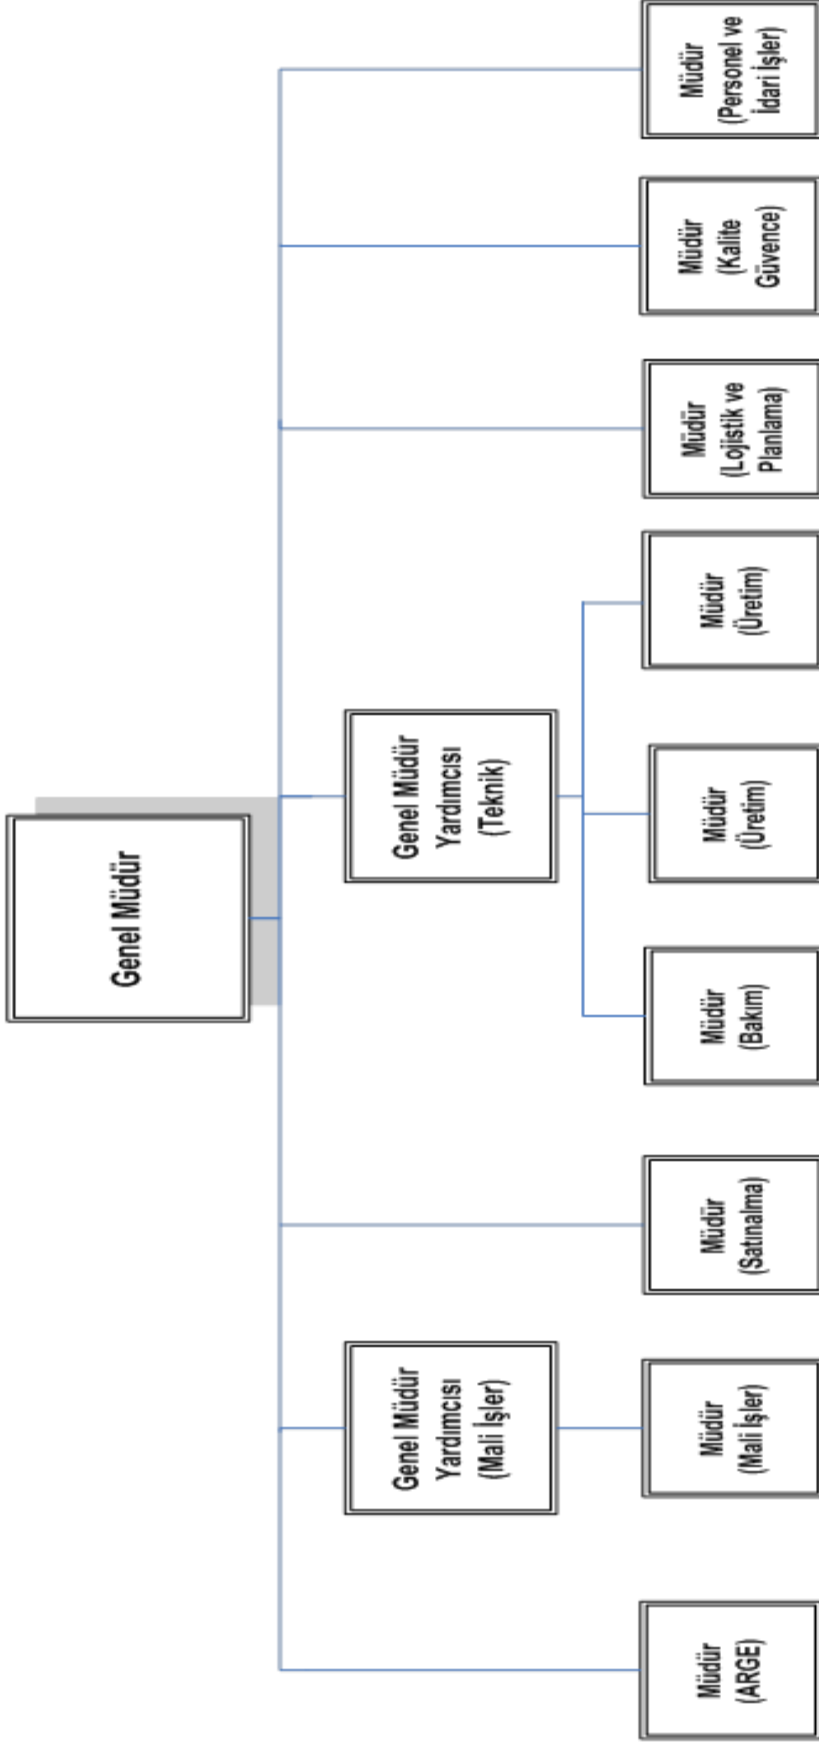 Genel Müdür
Genel Müdür
Yardımcısı
(Mali İşler)
Genel Müdür
Yardımcısı
(Teknik)
Müdür
(ARGE)
Müdür
(Mali İşler)
Müdür
(Satınalma)
Müdür
(Bakım)
Müdür
(Üretim)
Müdür
(Üretim)
Müdür
(Lojistik ve
Planlama)
Müdür
(Kalite
Güvence)
Müdür
(Personel ve
İdari İşler)